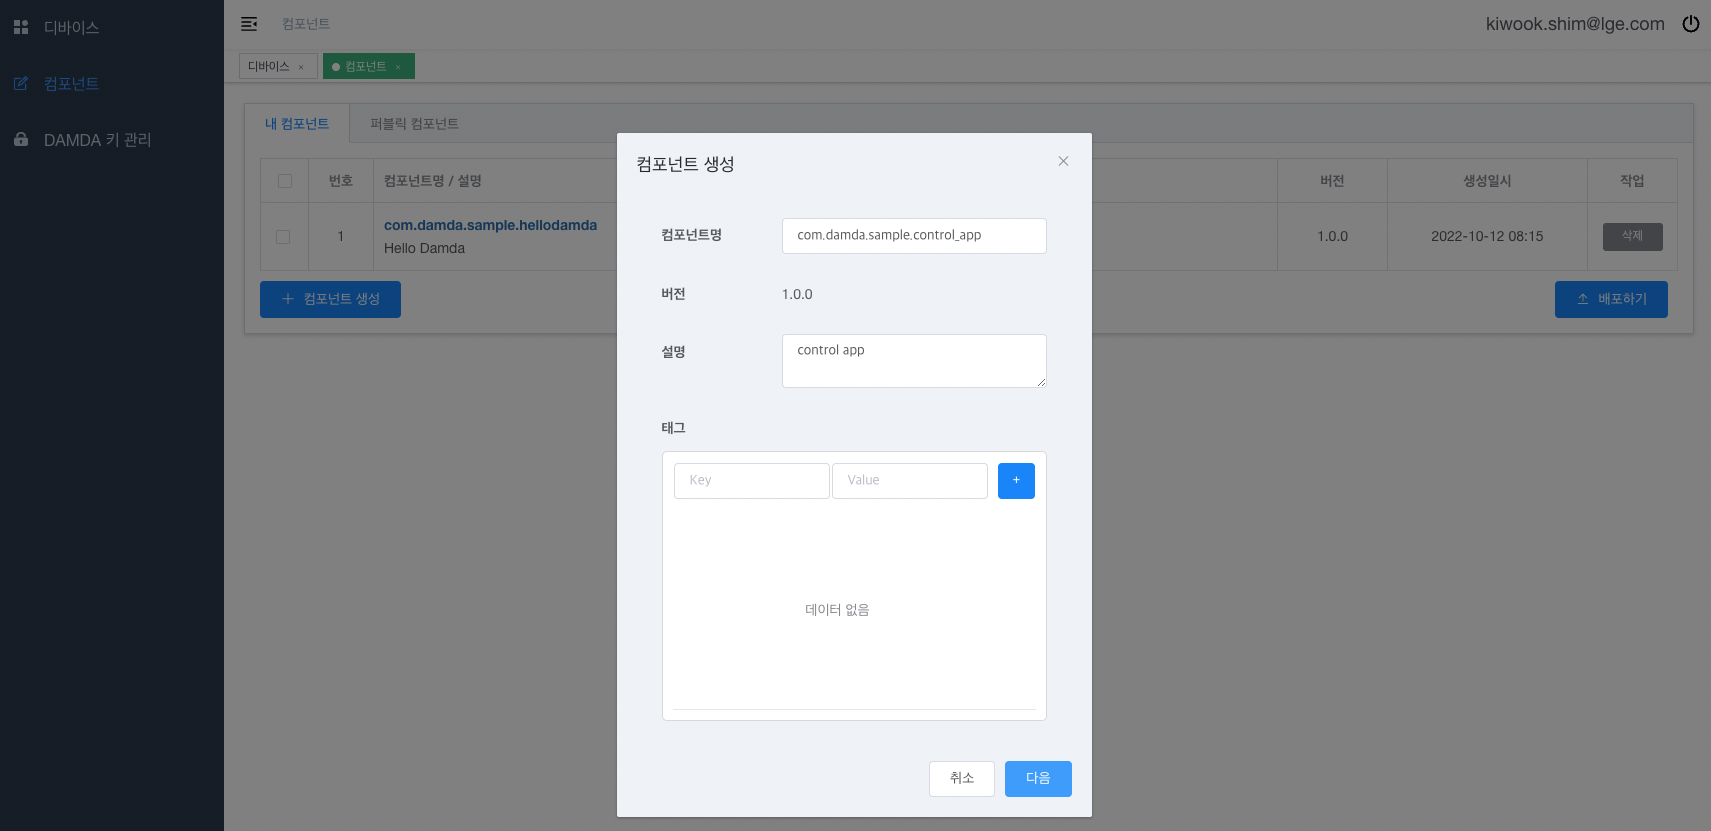 디바이스
컴포넌트
DAMDA 키 관리
컴포넌트
kiwook.shim@lge.com
디바이스 ×
컴포넌트 ×
내 컴포넌트
퍼블릭 컴포넌트
번호
컴포넌트명 / 설명
버전
생성일시
작업
1
com.damda.sample.hellodamda
Hello Damda
1.0.0
2022-10-12 08:15
삭제
+ 컴포넌트 생성
배포하기
컴포넌트 생성
컴포넌트명
com.damda.sample.control_app
버전
1.0.0
설명
control app
태그
Key
Value
+
데이터 없음
취소
다음